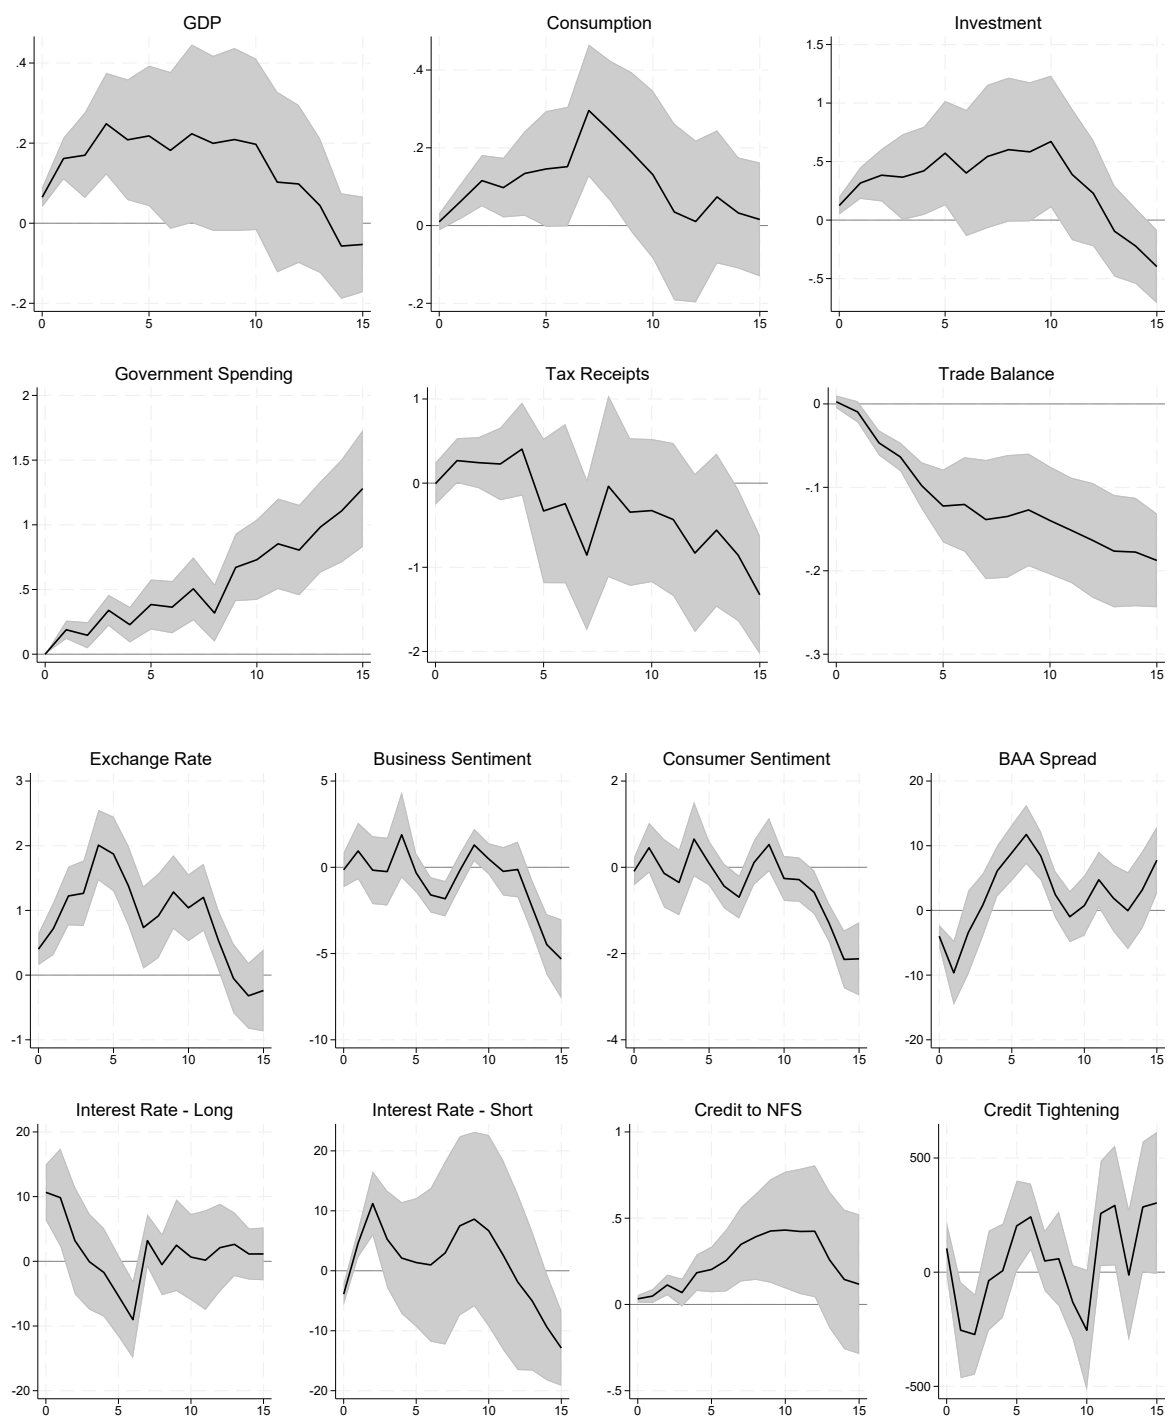 GDP
.4
.2
0
-.2
0 5 10 15
Consumption
.4
.2
0
-.2
0 5 10 15
Investment
1.5
1
.5
0
-.5
0 5 10 15
Government Spending
2
1.5
1
.5
0
0 5 10 15
Tax Receipts
1
0
-1
-2
0 5 10 15
Trade Balance
0
-.1
-.2
-.3
0 5 10 15
Exchange Rate
3
2
1
0
-1
0 5 10 15
Business Sentiment
5
0
-5
-10
0 5 10 15
Consumer Sentiment
2
0
-2
-4
0 5 10 15
BAA Spread
20
10
0
-10
-20
0 5 10 15
Interest Rate - Long
20
10
0
-10
-20
0 5 10 15
Interest Rate - Short
20
10
0
-10
-20
0 5 10 15
Credit to NFS
1
.5
0
-.5
0 5 10 15
Credit Tightening
500
0
-500
0 5 10 15